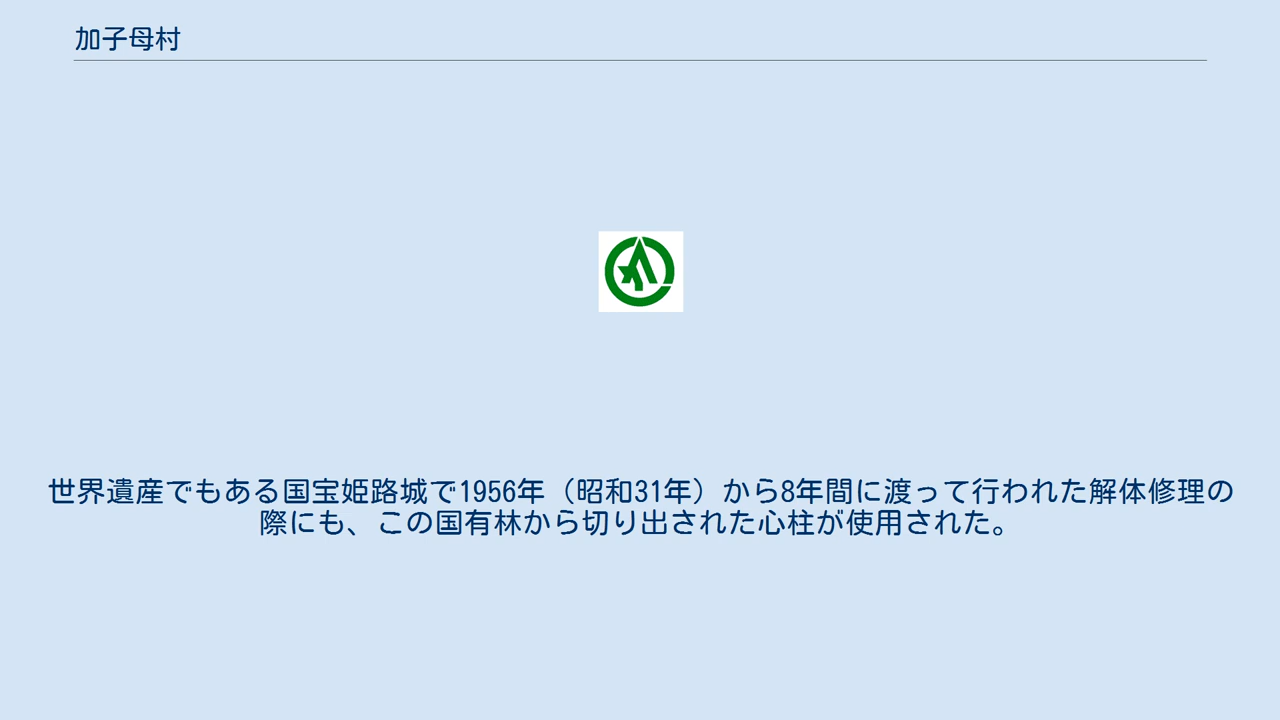 加子母村
世界遺産でもある国宝姫路城で1956年（昭和31年）から8年間に渡って行われた解体修理の
際にも、この国有林から切り出された心柱が使用された。